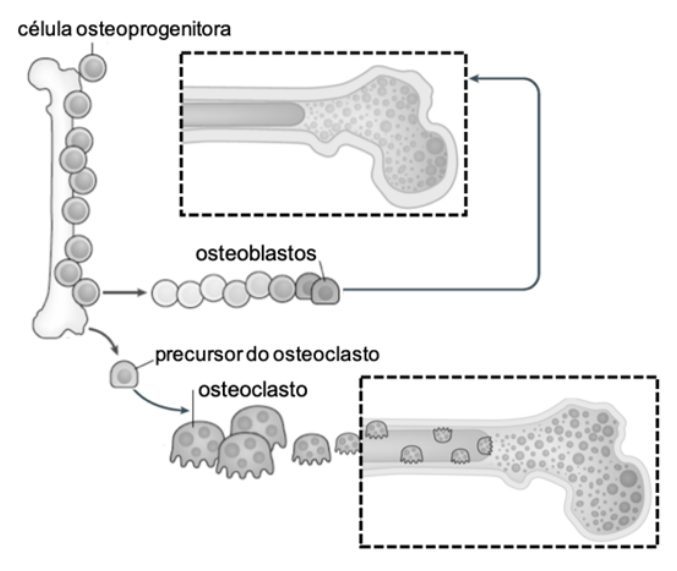 célula osteoprogenitora
osteoblastos
precursor do osteoclasto
osteoclasto